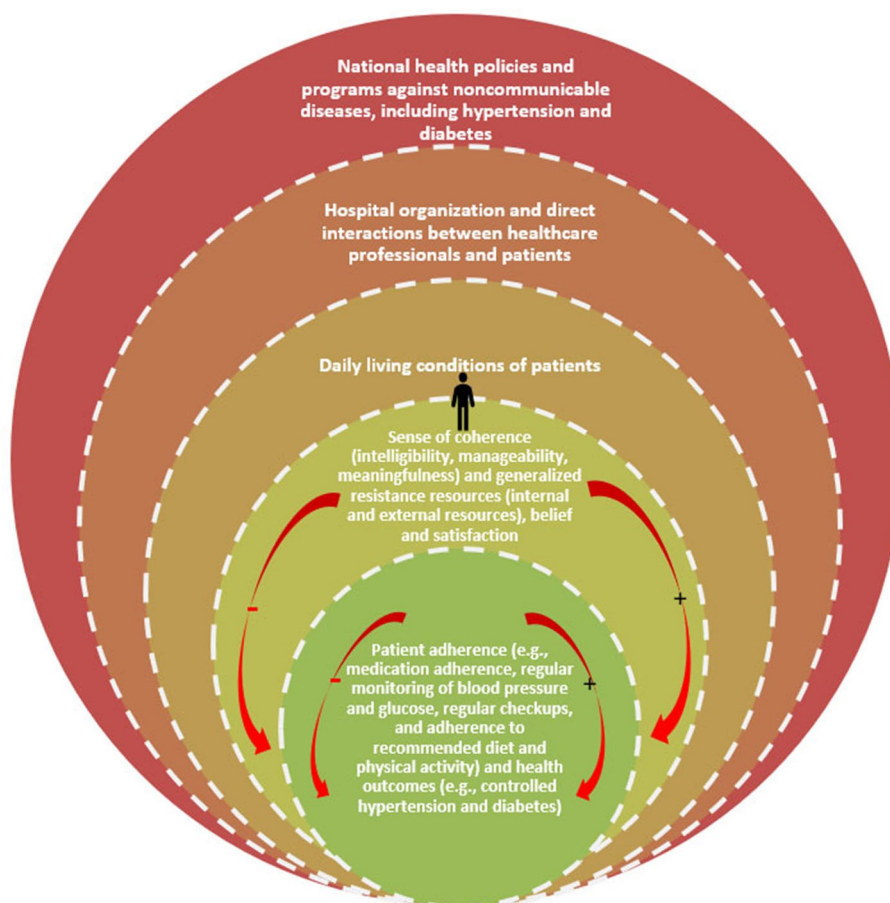 National health policies and
programs against noncommunicable
diseases, including hypertension and
diabetes
Hospital organization and direct
interactions between healthcare
professionals and patients
Daily living conditions of patients
Sense of coherence
(intelligibility, manageability,
meaningfulness) and generalized
resistance resources (internal
and external resources), belief
and satisfaction
-
+
Patient adherence (e.g.,
medication adherence, regular
monitoring of blood pressure
and glucose, regular checkups,
and adherence to
recommended diet and
physical activity) and health
outcomes (e.g., controlled
hypertension and diabetes)
-
+